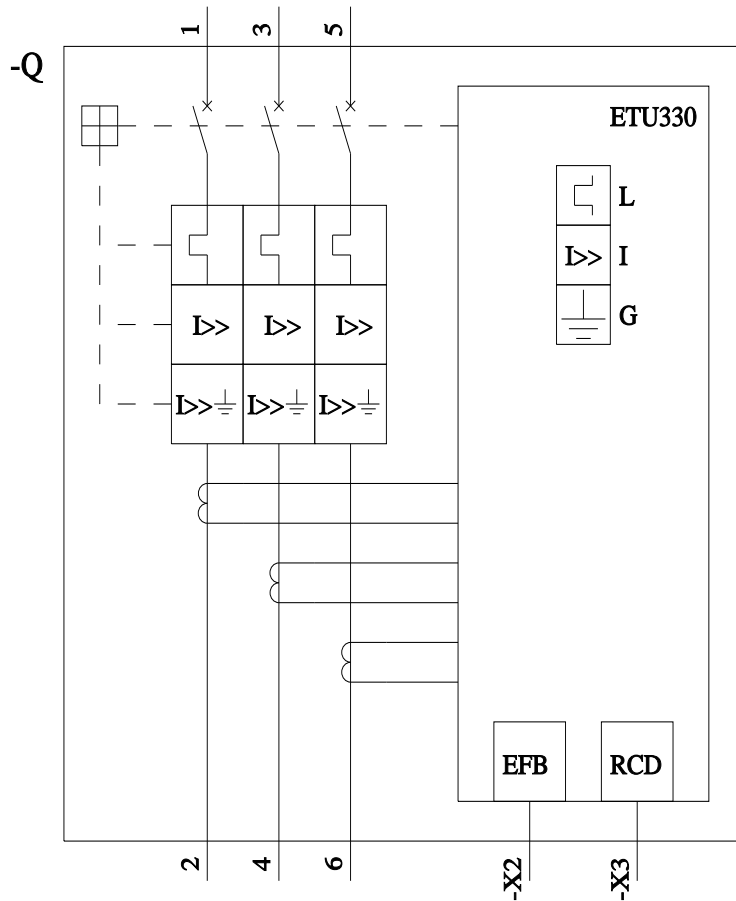 1 3 5
-Q
ETU330
L
I>> I
G
I>> I>> I>>
I>> I>> I>>
EFB RCD
2 4 6 -X2 -X3